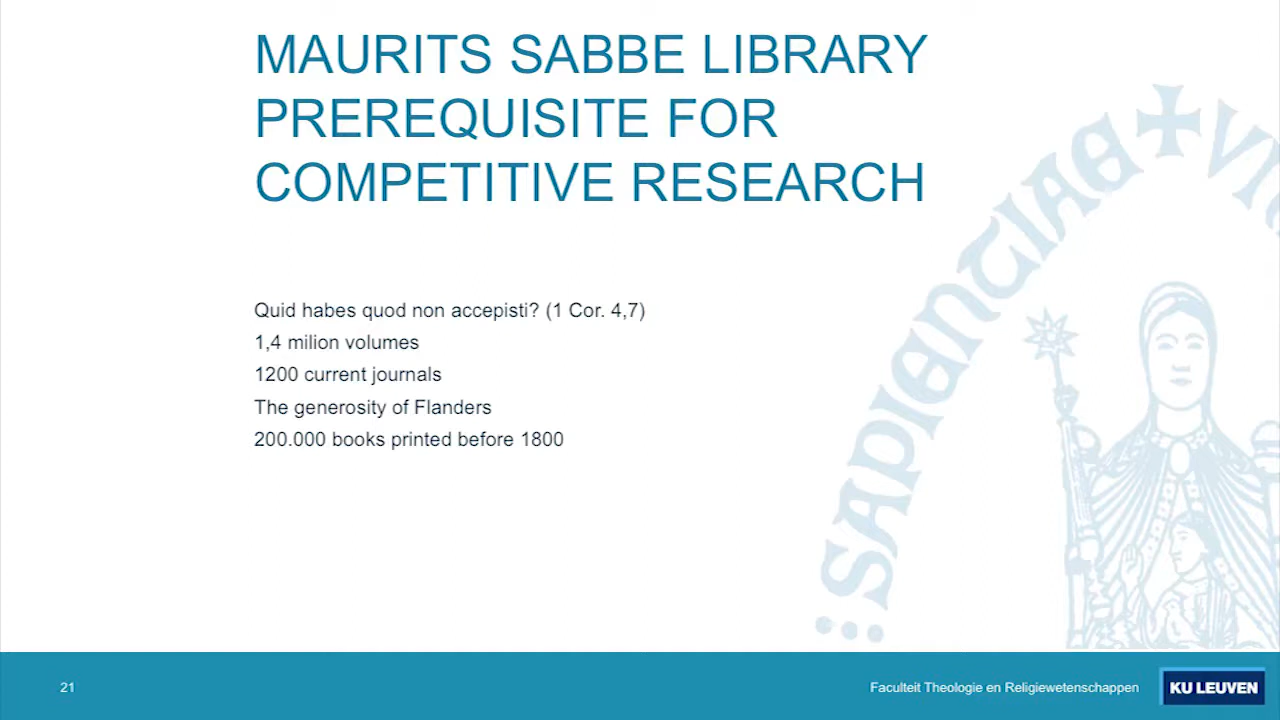 MAURITS SABBE LIBRARY
PREREQUISITE FOR
COMPETITIVE RESEARCH
Quid habes quod non accepisti? (1 Cor. 4,7)
1,4 milion volumes
1200 current journals
The generosity of Flanders
200.000 books printed before 1800
SAPIENTIAE
21
Faculteit Theologie en Religiewetenschappen
KU LEUVEN